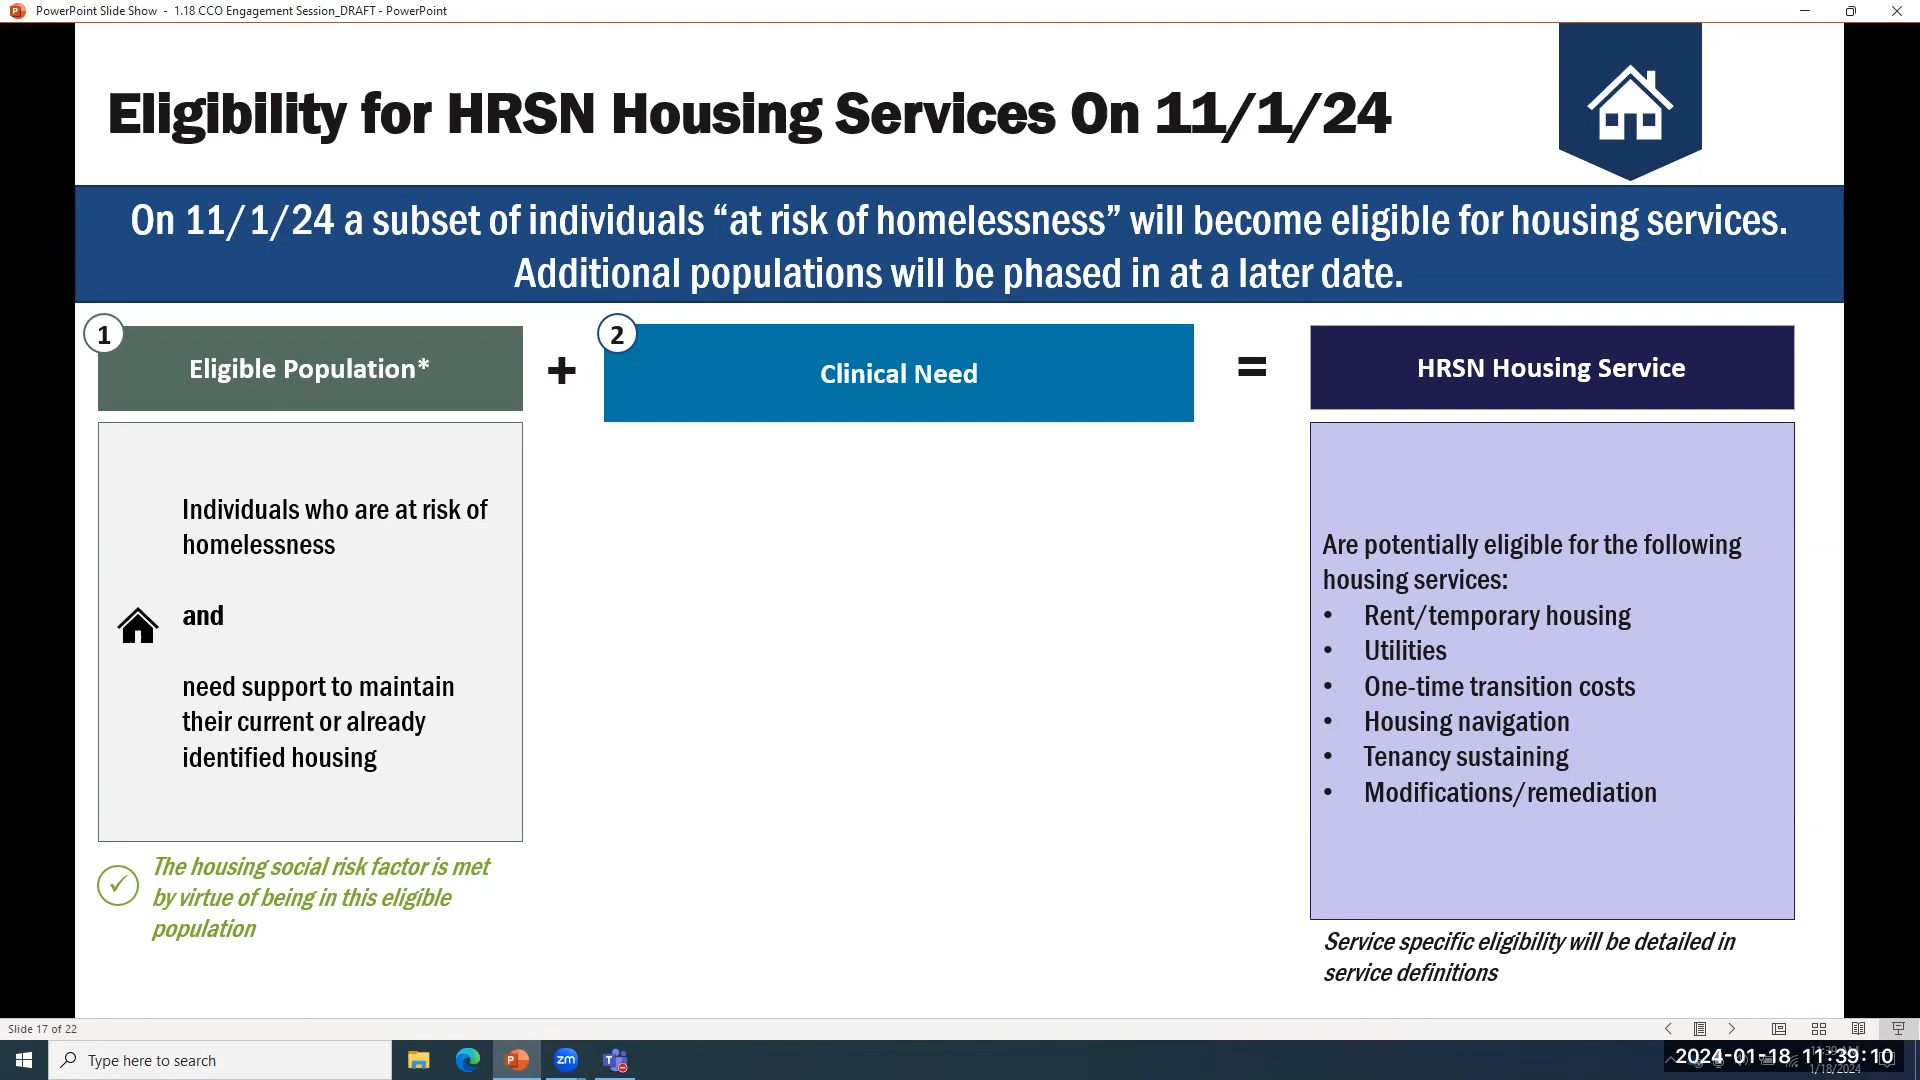 PowerPoint Slide Show - 1.18 CCO Engagement Session_DRAFT - PowerPoint
Eligibility for HRSN Housing Services On 11/1/24
On 11/1/24 a subset of individuals “at risk of homelessness” will become eligible for housing services.
Additional populations will be phased in at a later date.
1
Eligible Population*
+
2
Clinical Need
=
HRSN Housing Service
Individuals who are at risk of
homelessness
and
need support to maintain
their current or already
identified housing
The housing social risk factor is met
by virtue of being in this eligible
population
Are potentially eligible for the following
housing services:
• Rent/temporary housing
• Utilities
• One-time transition costs
• Housing navigation
• Tenancy sustaining
• Modifications/remediation
Service specific eligibility will be detailed in
service definitions
Slide 17 of 22
Type here to search
zm
2024-01-18 11:39:10
1/18/2024